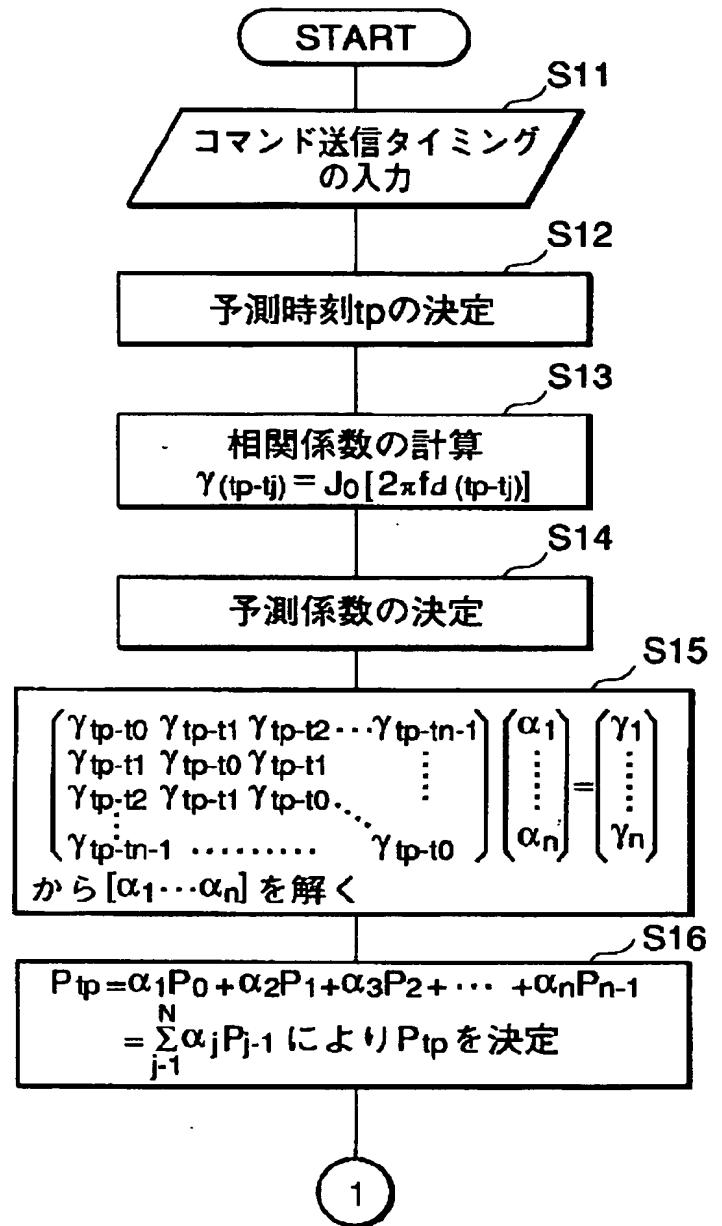 START
S11
コマンド送信タイミング
の入力
S12
予測時刻tpの決定
S13
相関係数の計算
γ(tp-tj) = J0 [2πfd (tp-tj)]
S14
予測係数の決定
S15
γtp-t0 γtp-t1 γtp-t2 ··· γtp-tn-1 α1 γ1
γtp-t1 γtp-t0 γtp-t1
γtp-t2 γtp-t1 γtp-t0 =
γtp-tn-1 ········· γtp-t0 αn γn
から [α1···αn] を解く
S16
Ptp=α1P0+α2P1+α3P2+ ··· +αnPn-1
N
= Σ αjPj-1 によりPtpを決定
j-1
1